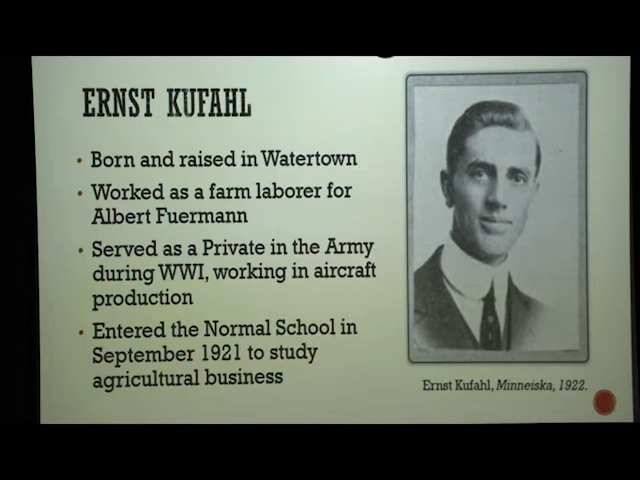 ERNST KUFAHL
• Born and raised in Watertown
• Worked as a farm laborer for
Albert Fuermann
• Served as a Private in the Army
during WWI, working in aircraft
production
• Entered the Normal School in
September 1921 to study
agricultural business
Ernst Kufahl, Minneiska, 1922.